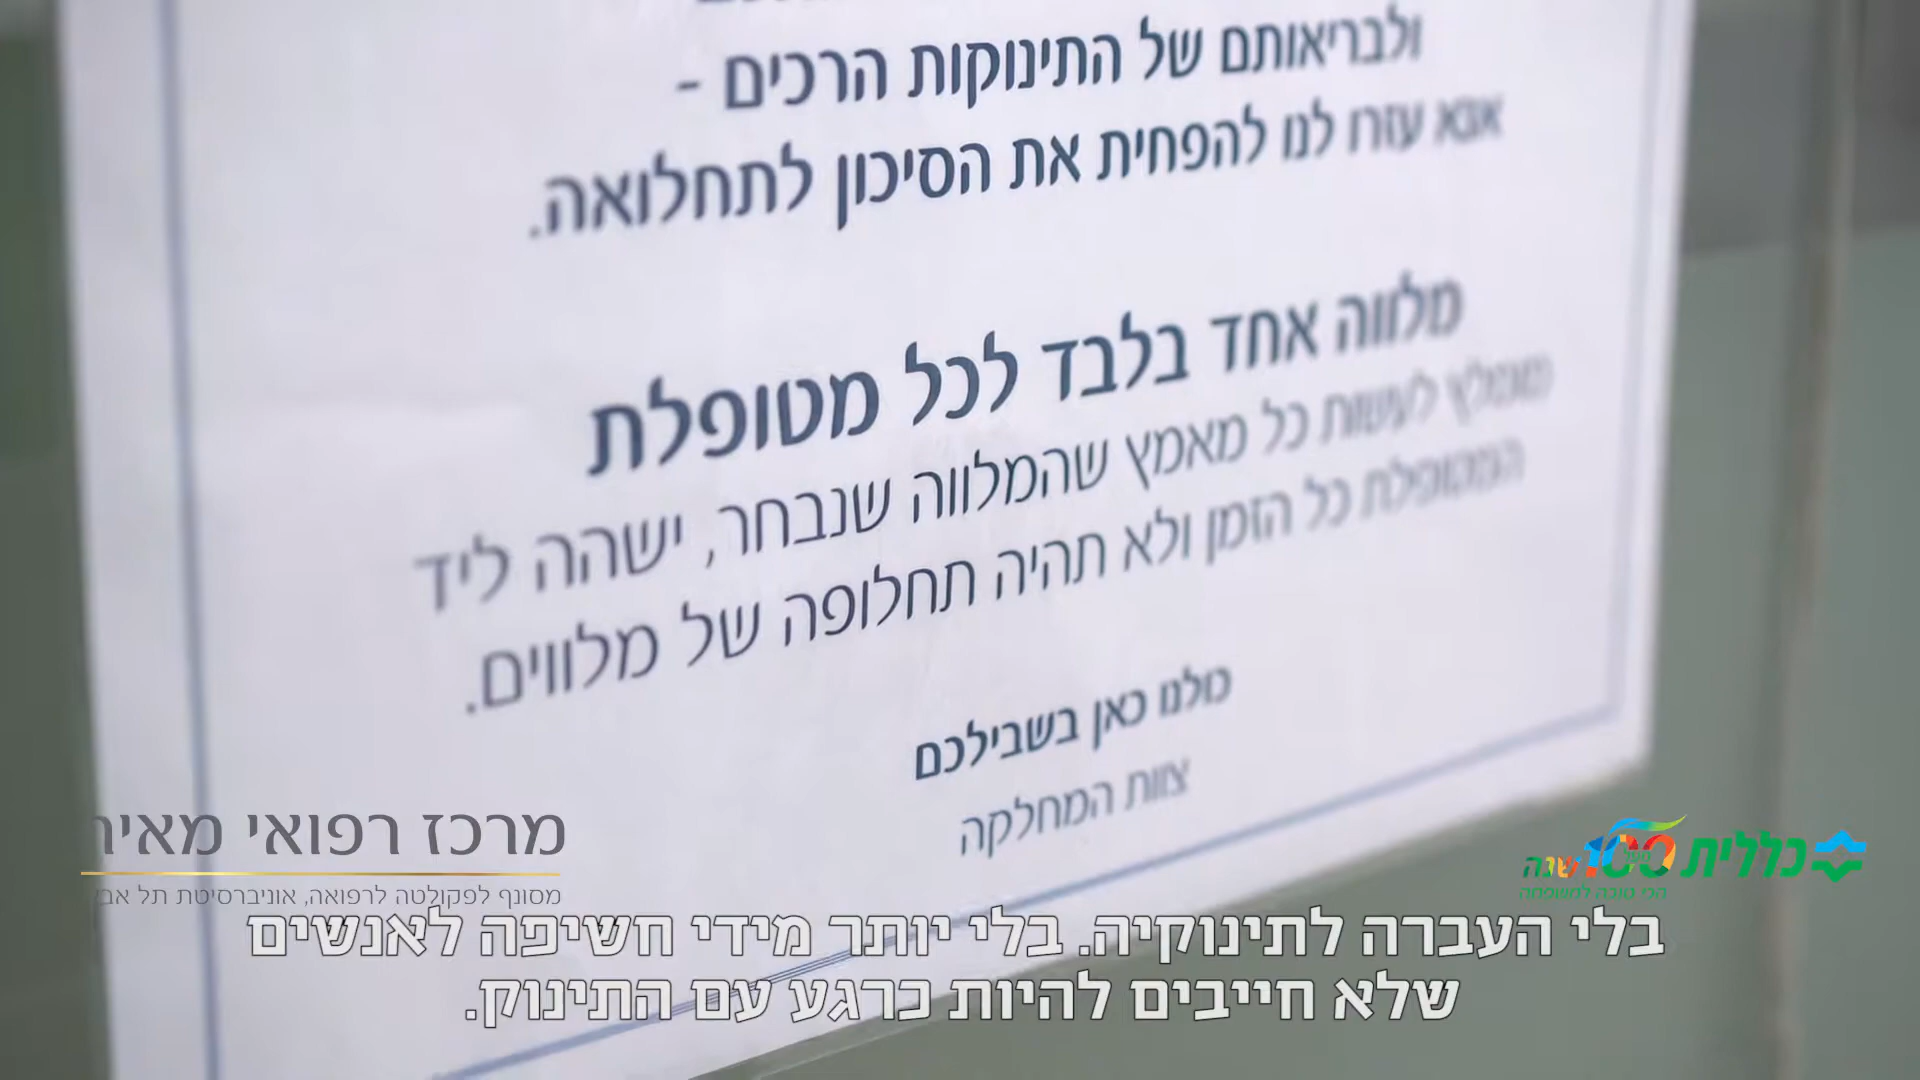 ולבריאותם של התינוקות הרכים -
אנא עזרו לנו להפחית את הסיכון לתחלואה.
מלווה אחד בלבד לכל מטופלת
מומלץ לעשות כל מאמץ שהמלווה שנבחר, ישהה ליד
המטופלת כל הזמן ולא תהיה תחלופה של מלווים.
כולנו כאן בשבילכם
צוות המחלקה
מרכז רפואי מאיר
מסונף לפקולטה לרפואה, אוניברסיטת תל אב
כללית
מעל 100 שנה
הכי טובה למשפחה
בלי העברה לתינוקיה. בלי יותר מידי חשיפה לאנשים
שלא חייבים להיות כרגע עם התינוק.